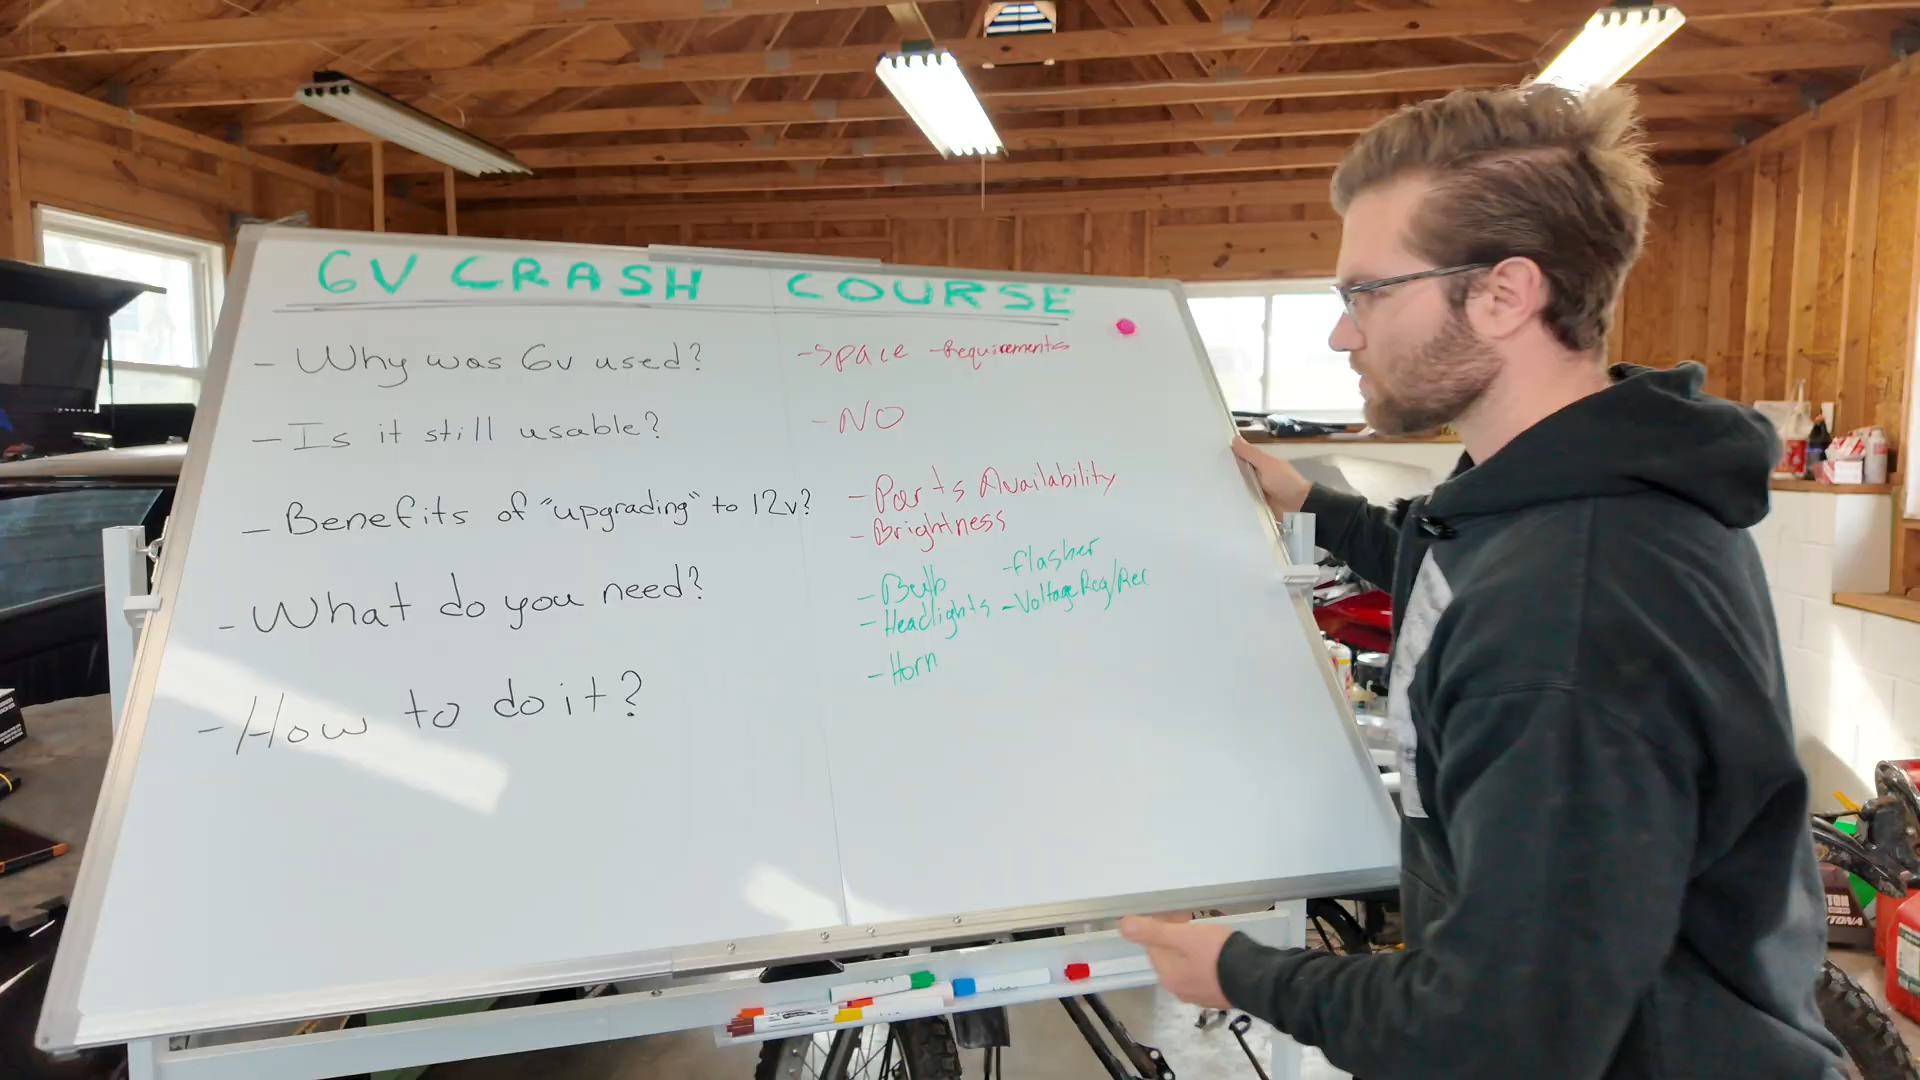 6V CRASH COURSE
- Why was 6v used?
- Space - Requirements
- Is it still usable?
- NO
- Benefits of "upgrading" to 12v?
- Parts Availability
- Brightness
- What do you need?
- Bulb - flasher
- Headlights - Voltage Reg/Rec
- Horn
- How to do it?
DAYTONA